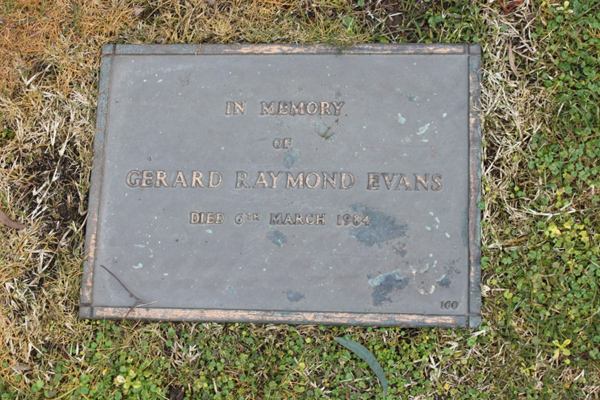 IN MEMORY
OF
GERARD RAYMOND EVANS
DIED 6TH MARCH 1984
100